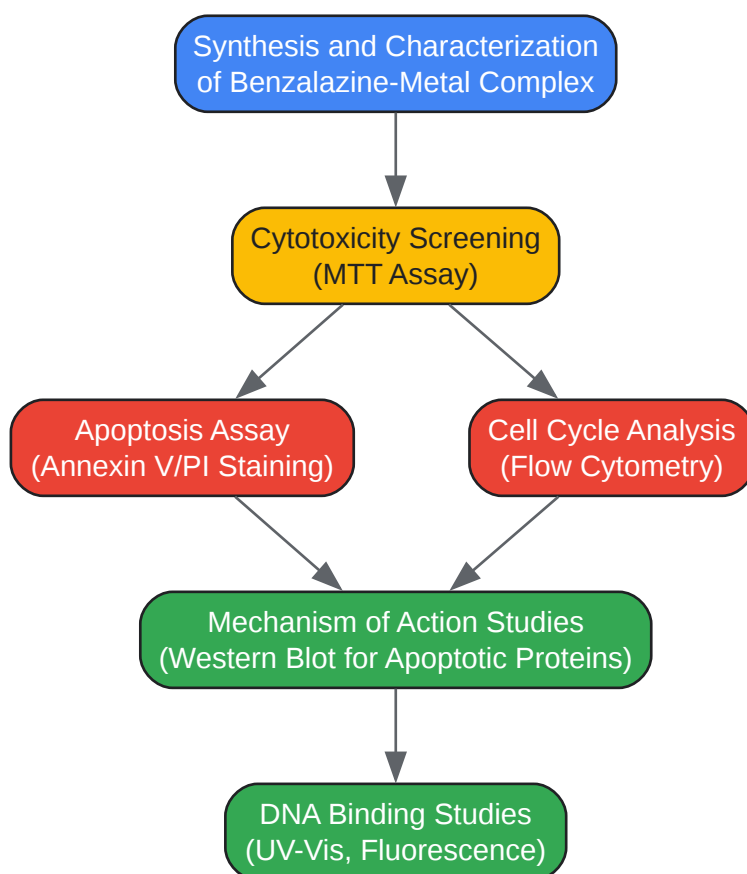 Synthesis and Characterization
of Benzalazine-Metal Complex
Cytotoxicity Screening
(MTT Assay)
Apoptosis Assay
(Annexin V/PI Staining)
Cell Cycle Analysis
(Flow Cytometry)
Mechanism of Action Studies
(Western Blot for Apoptotic Proteins)
DNA Binding Studies
(UV-Vis, Fluorescence)